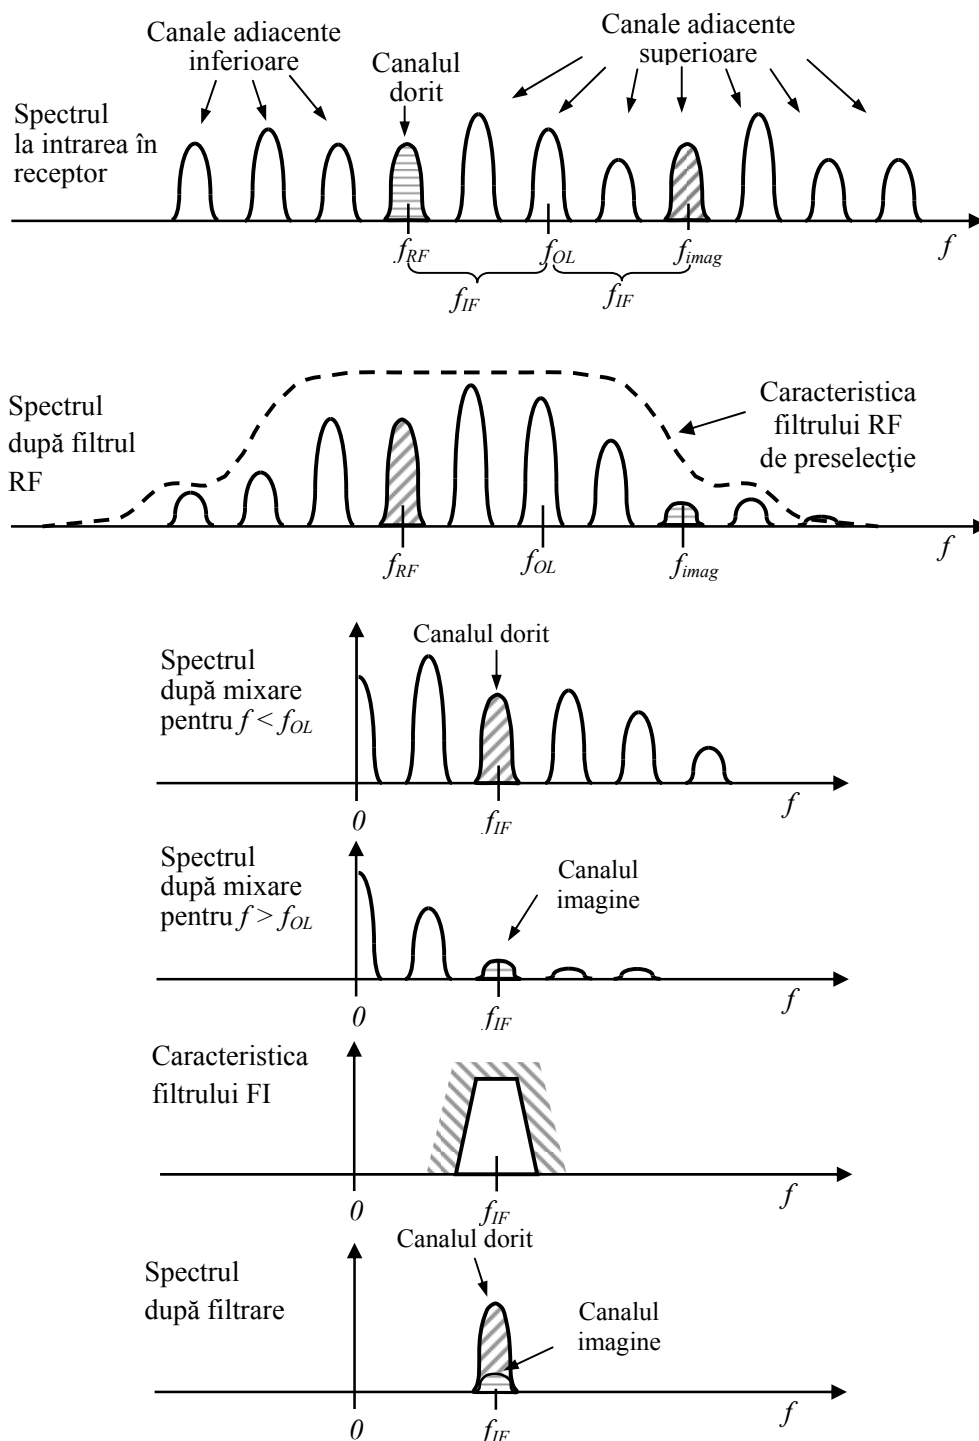 Canale adiacente
inferioare
Canalul
dorit
Canale adiacente
superioare
Spectrul
la intrarea în
receptor
f_RF
f_OL
f_imag
f
f_IF
f_IF
Spectrul
după filtrul
RF
Caracteristica
filtrului RF
de preselecţie
f_RF
f_OL
f_imag
f
Spectrul
după mixare
pentru f < f_OL
Canalul dorit
0
f_IF
f
Spectrul
după mixare
pentru f > f_OL
Canalul
imagine
0
f_IF
f
Caracteristica
filtrului FI
0
f_IF
f
Spectrul
după filtrare
Canalul dorit
Canalul
imagine
0
f_IF
f